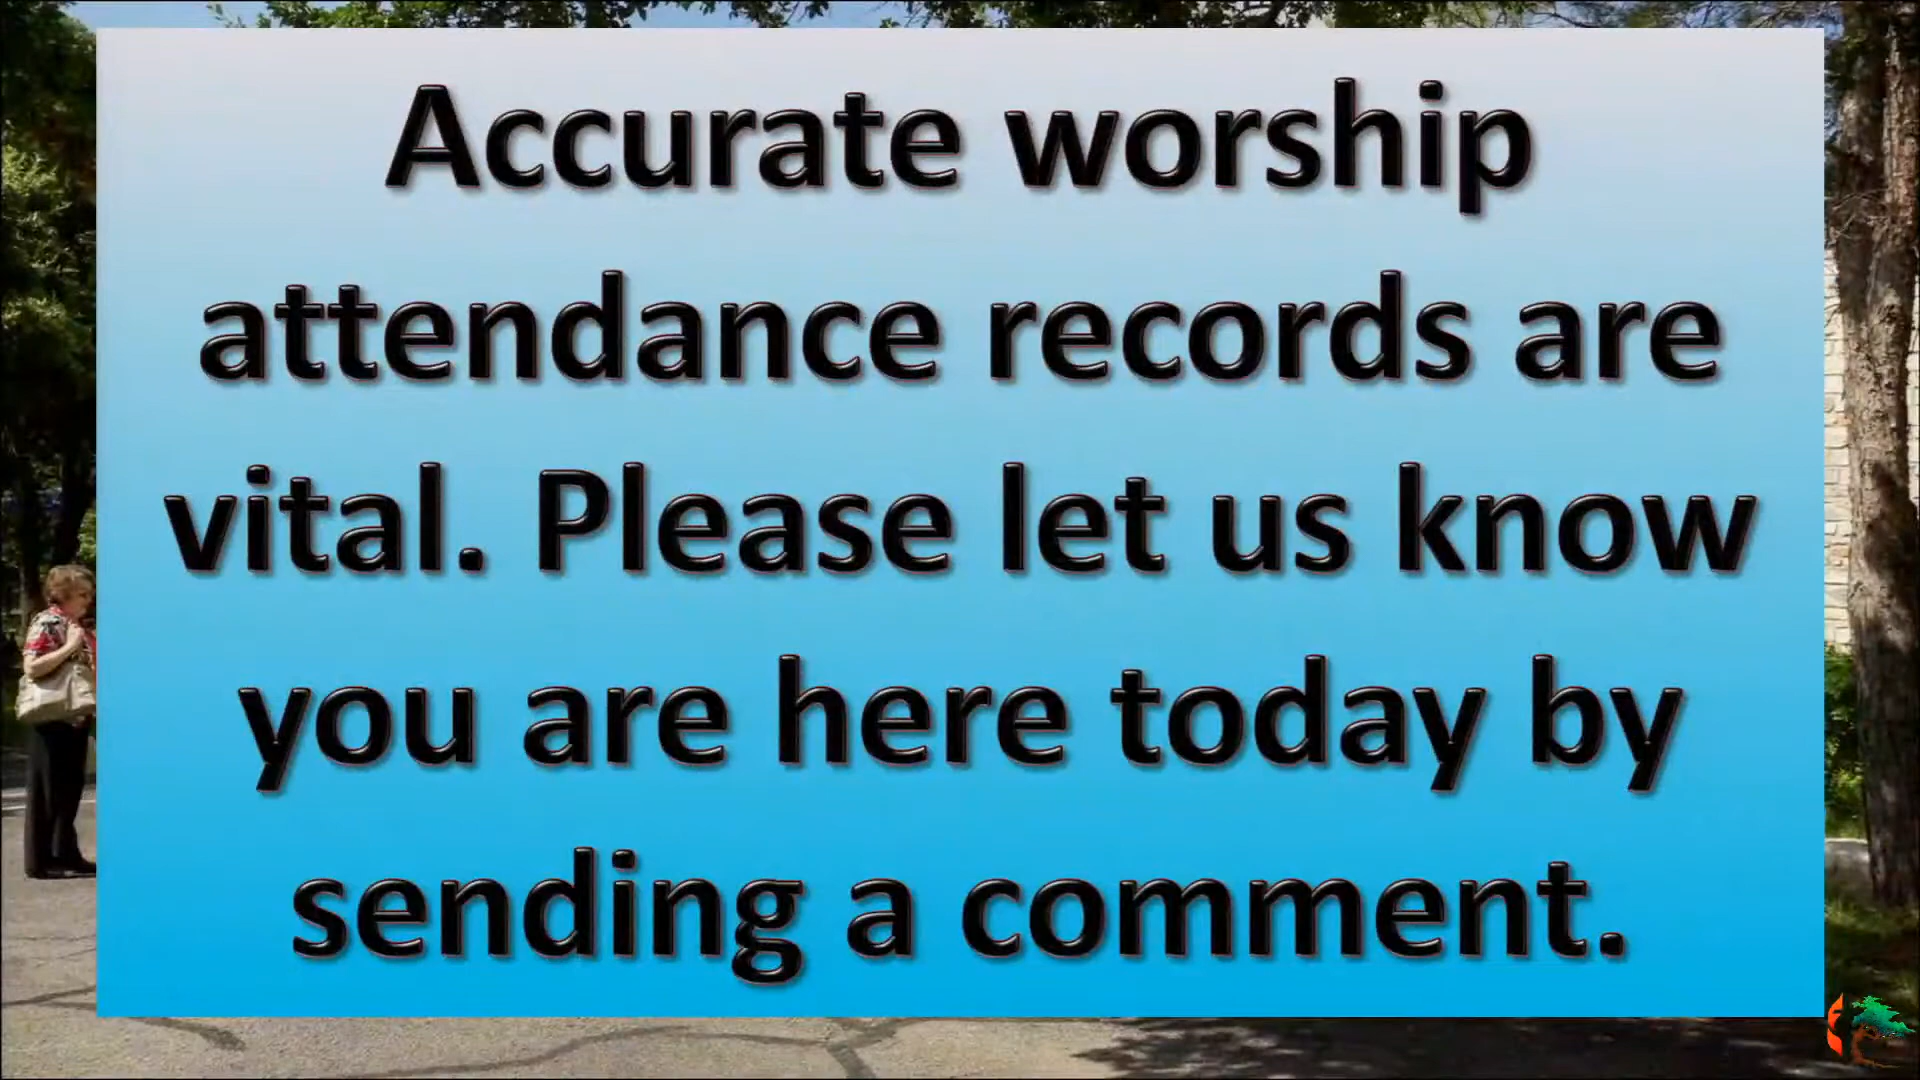 Accurate worship
attendance records are
vital. Please let us know
you are here today by
sending a comment.